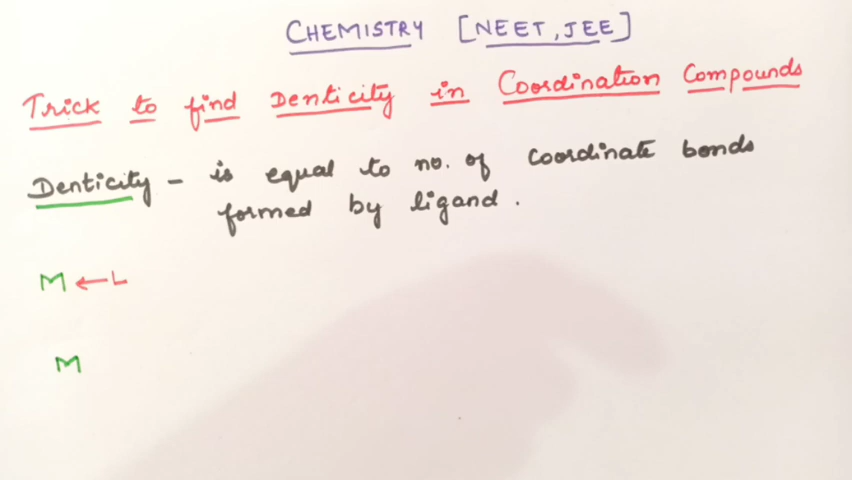 CHEMISTRY [NEET, JEE]
TRICK to find DENTICITY in COORDINATION COMPOUNDS
Denticity - is equal to no. of coordinate bonds
formed by ligand.
M ← L
M